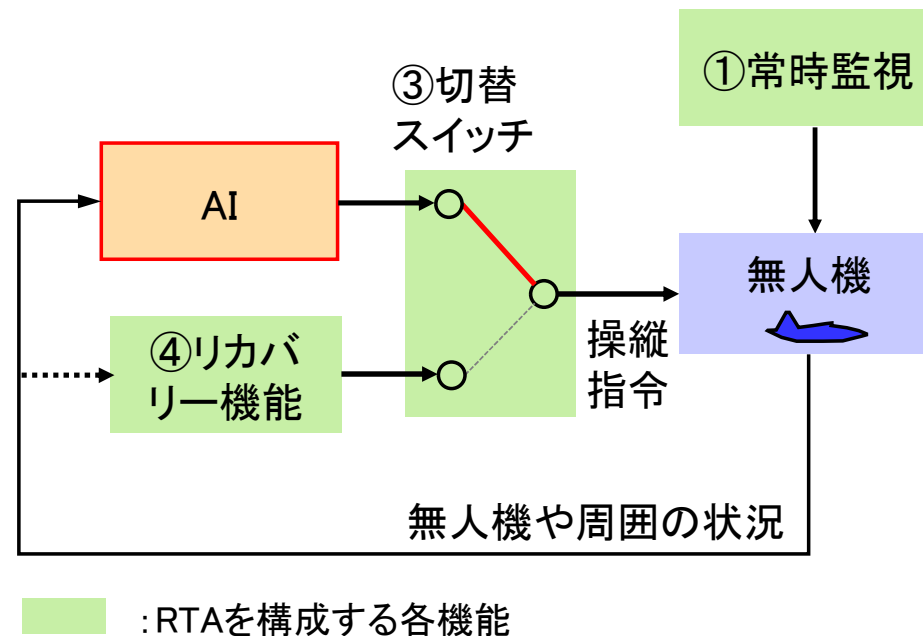 ①常時監視
③切替
スイッチ
AI
無人機
④リカバ
リー機能
操縦
指令
無人機や周囲の状況
:RTAを構成する各機能